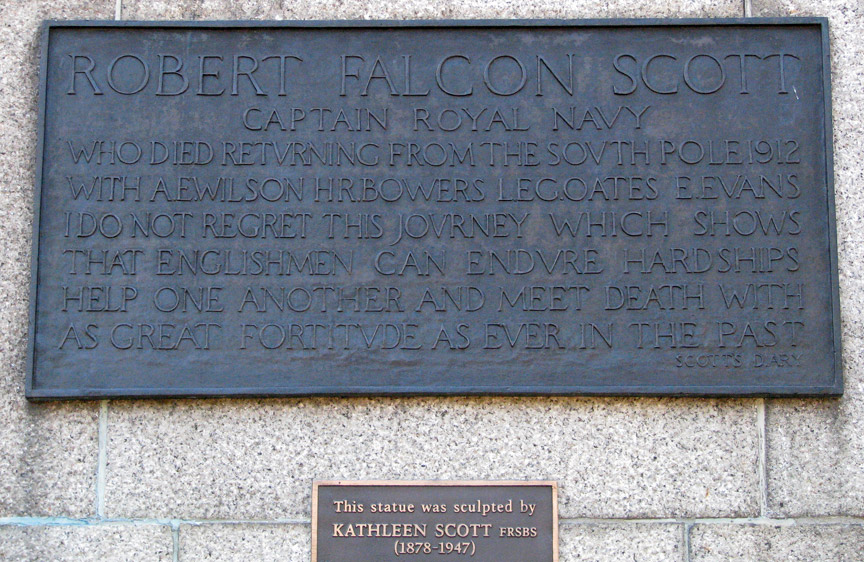 ROBERT FALCON SCOTT
CAPTAIN ROYAL NAVY
WHO DIED RETVRNING FROM THE SOVTH POLE 1912
WITH A.E.WILSON H.R.BOWERS L.E.G.OATES E.EVANS
I DO NOT REGRET THIS JOVRNEY WHICH SHOWS
THAT ENGLISHMEN CAN ENDVRE HARDSHIPS
HELP ONE ANOTHER AND MEET DEATH WITH
AS GREAT FORTITVDE AS EVER IN THE PAST
SCOTT'S DIARY
This statue was sculpted by
KATHLEEN SCOTT FRSBS
(1878-1947)